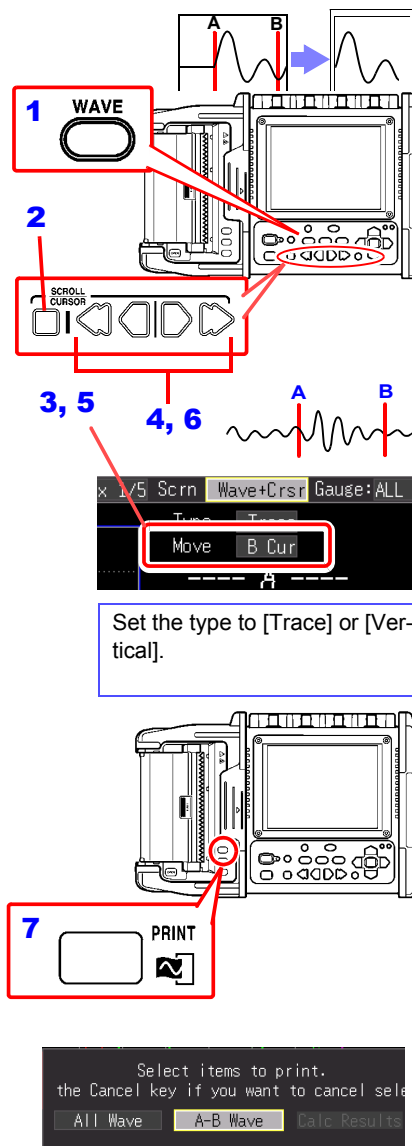 A B
1 WAVE
2
SCROLL
CURSOR
3, 5
4, 6
A B
x 1/5 Scrn Wave+Crsr Gauge:ALL
Type Trace
Move B Cur
---- A ----
Set the type to [Trace] or [Ver-
tical].
7 PRINT
Select items to print.
the Cancel key if you want to cancel sele
All Wave A-B Wave Calc Results